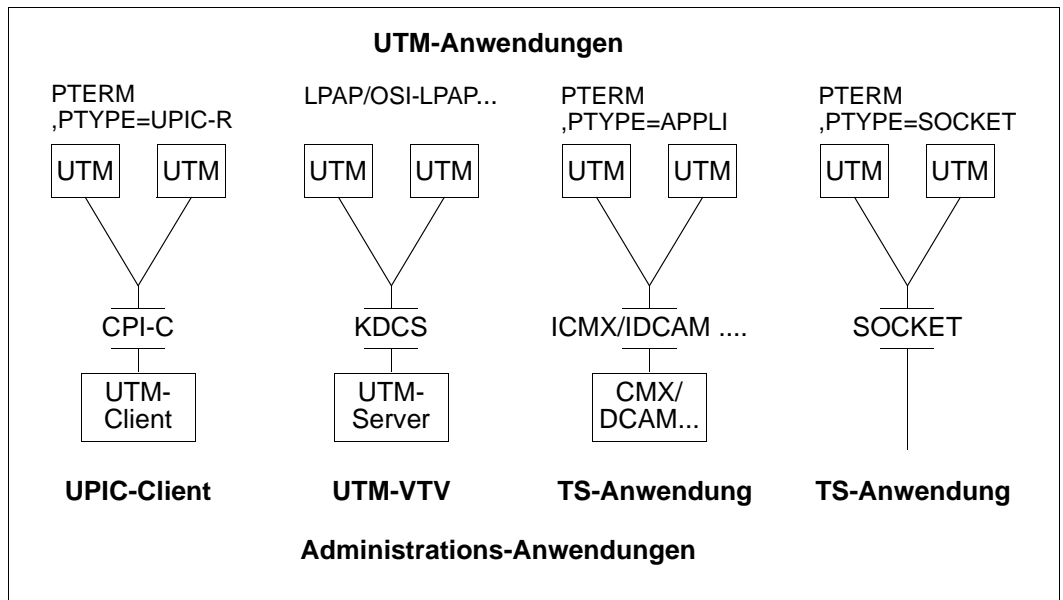 UTM-Anwendungen
PTERM
,PTYPE=UPIC-R
LPAP/OSI-LPAP...
PTERM
,PTYPE=APPLI
PTERM
,PTYPE=SOCKET
UTM UTM UTM UTM UTM UTM UTM UTM
CPI-C KDCS ICMX/IDCAM .... SOCKET
UTM-
Client
UTM-
Server
CMX/
DCAM...
UPIC-Client UTM-VTV TS-Anwendung TS-Anwendung
Administrations-Anwendungen